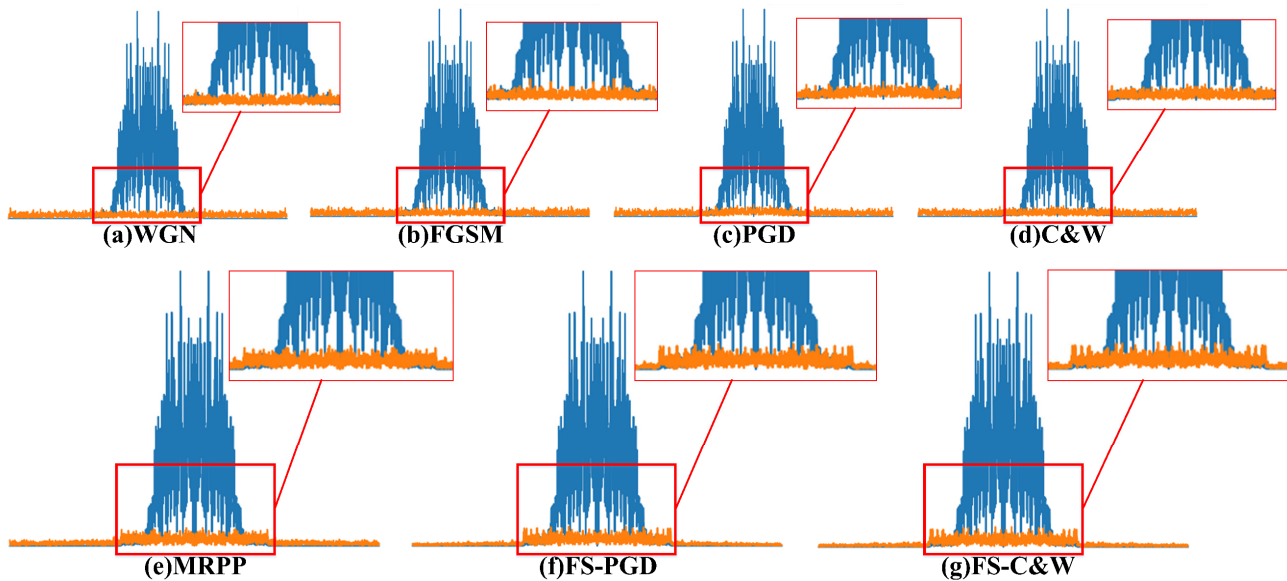 (a)WGN
(b)FGSM
(c)PGD
(d)C&W
(e)MRPP
(f)FS-PGD
(g)FS-C&W